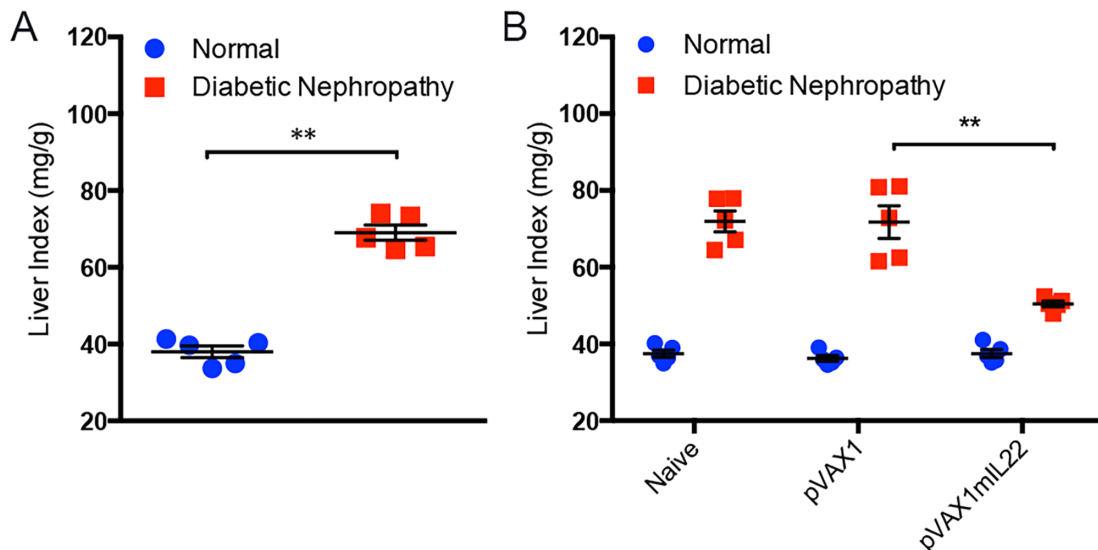 A
120
100
80
60
40
20
Liver Index (mg/g)
Normal
Diabetic Nephropathy
**
B
120
100
80
60
40
20
Liver Index (mg/g)
Normal
Diabetic Nephropathy
**
Naive
pVAX1
pVAX1mIL22